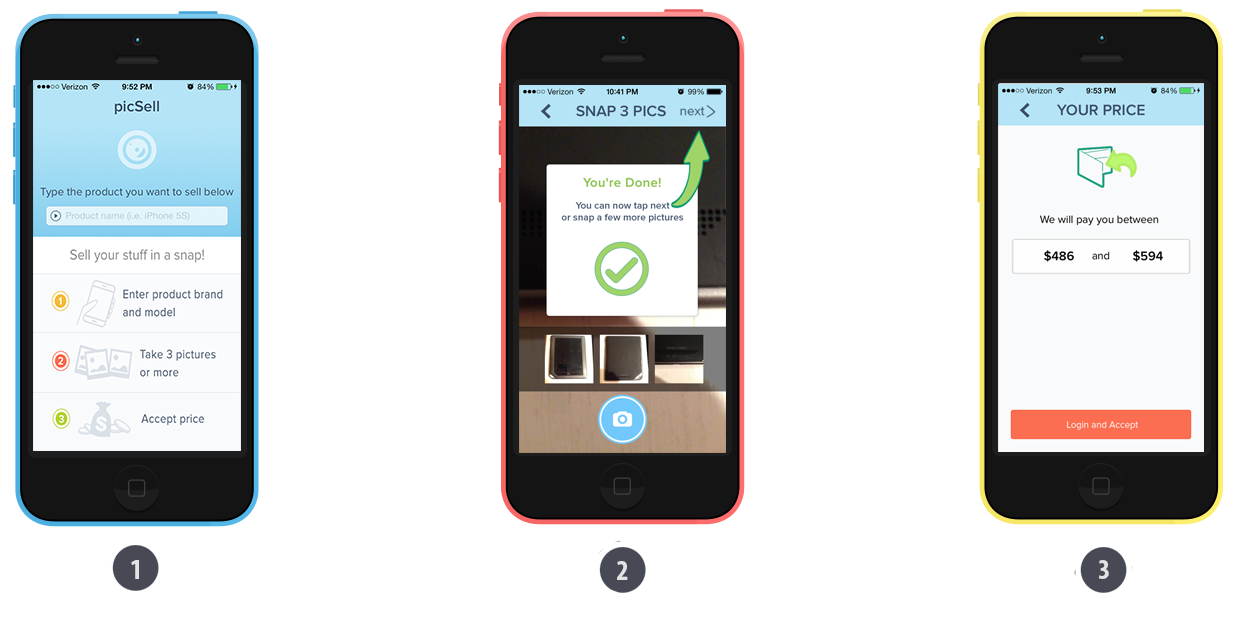 Verizon 9:52 PM 84%
picSell
Type the product you want to sell below
Product name (i.e. iPhone 5S)
Sell your stuff in a snap!
1 Enter product brand
and model
2 Take 3 pictures
or more
3 Accept price
1
Verizon 10:41 PM 99%
SNAP 3 PICS next
You're Done!
You can now tap next
or snap a few more pictures
2
Verizon 9:53 PM 84%
YOUR PRICE
We will pay you between
$486 and $594
Login and Accept
3